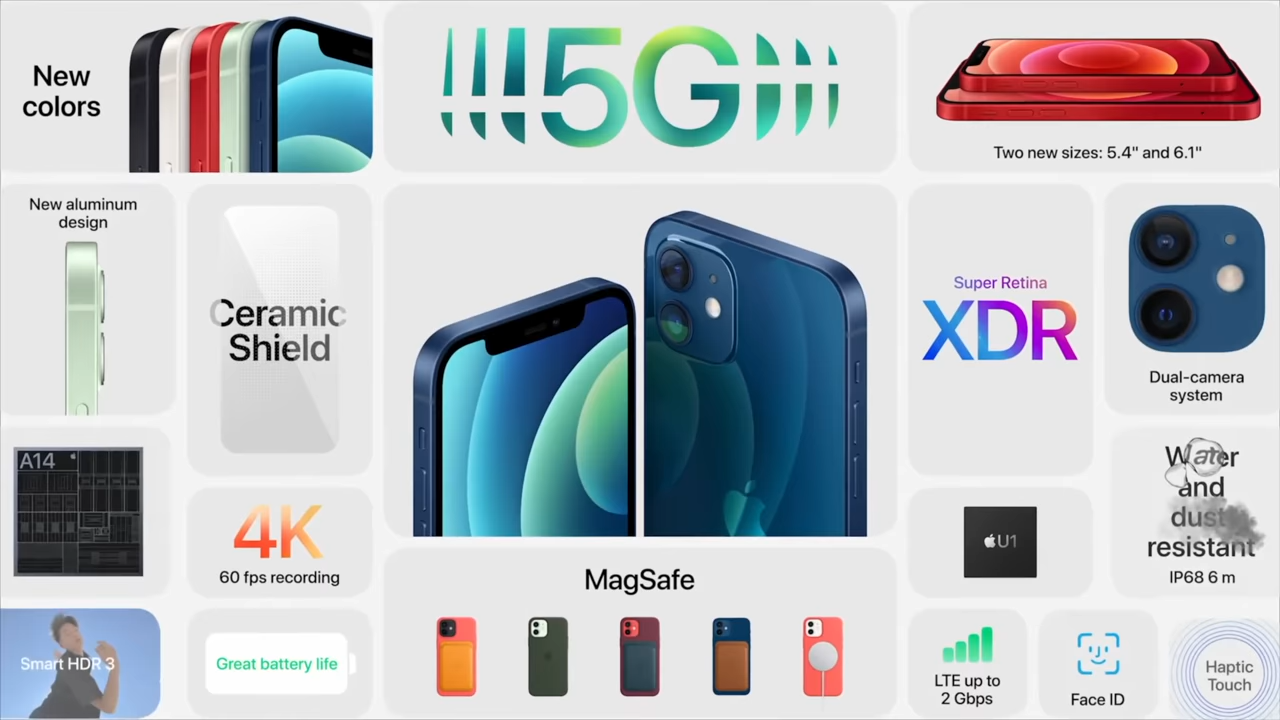 New
colors
5G
Two new sizes: 5.4" and 6.1"
New aluminum
design
Ceramic
Shield
Super Retina
XDR
Dual-camera
system
A14
4K
60 fps recording
MagSafe
U1
Water
and
dust
resistant
IP68 6 m
Smart HDR 3
Great battery life
LTE up to
2 Gbps
Face ID
Haptic
Touch